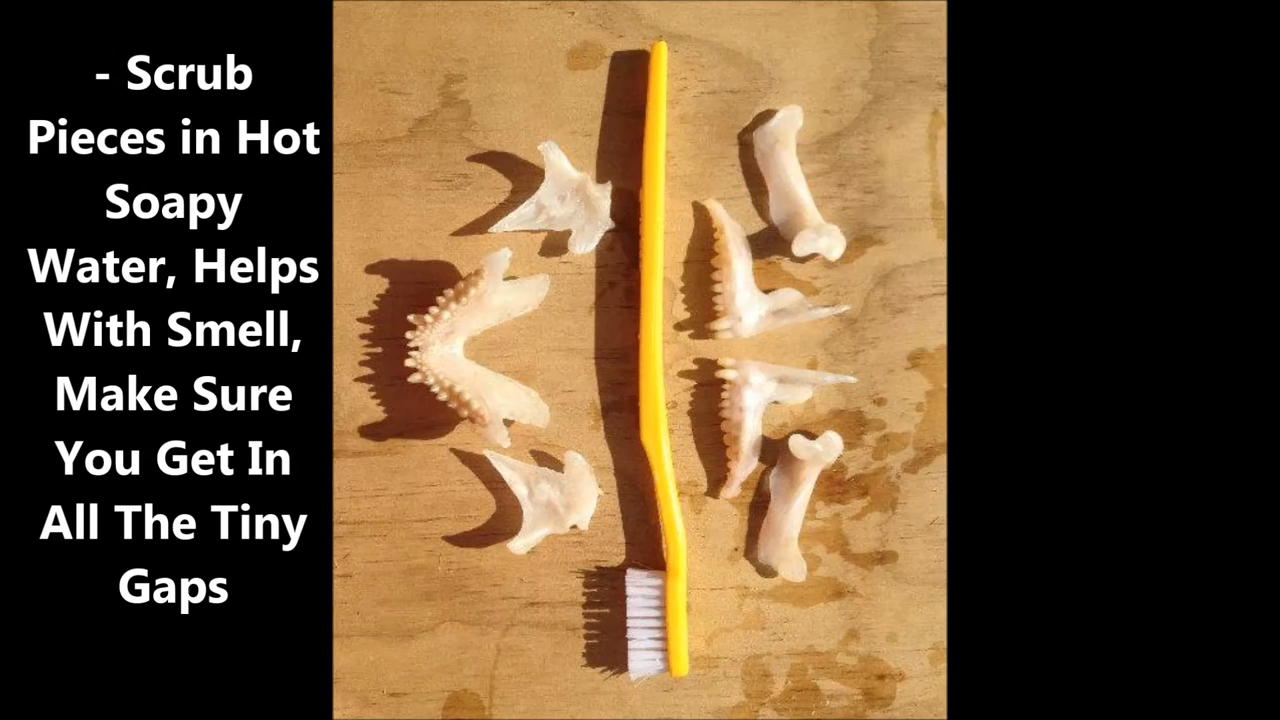 - Scrub
Pieces in Hot
Soapy
Water, Helps
With Smell,
Make Sure
You Get In
All The Tiny
Gaps